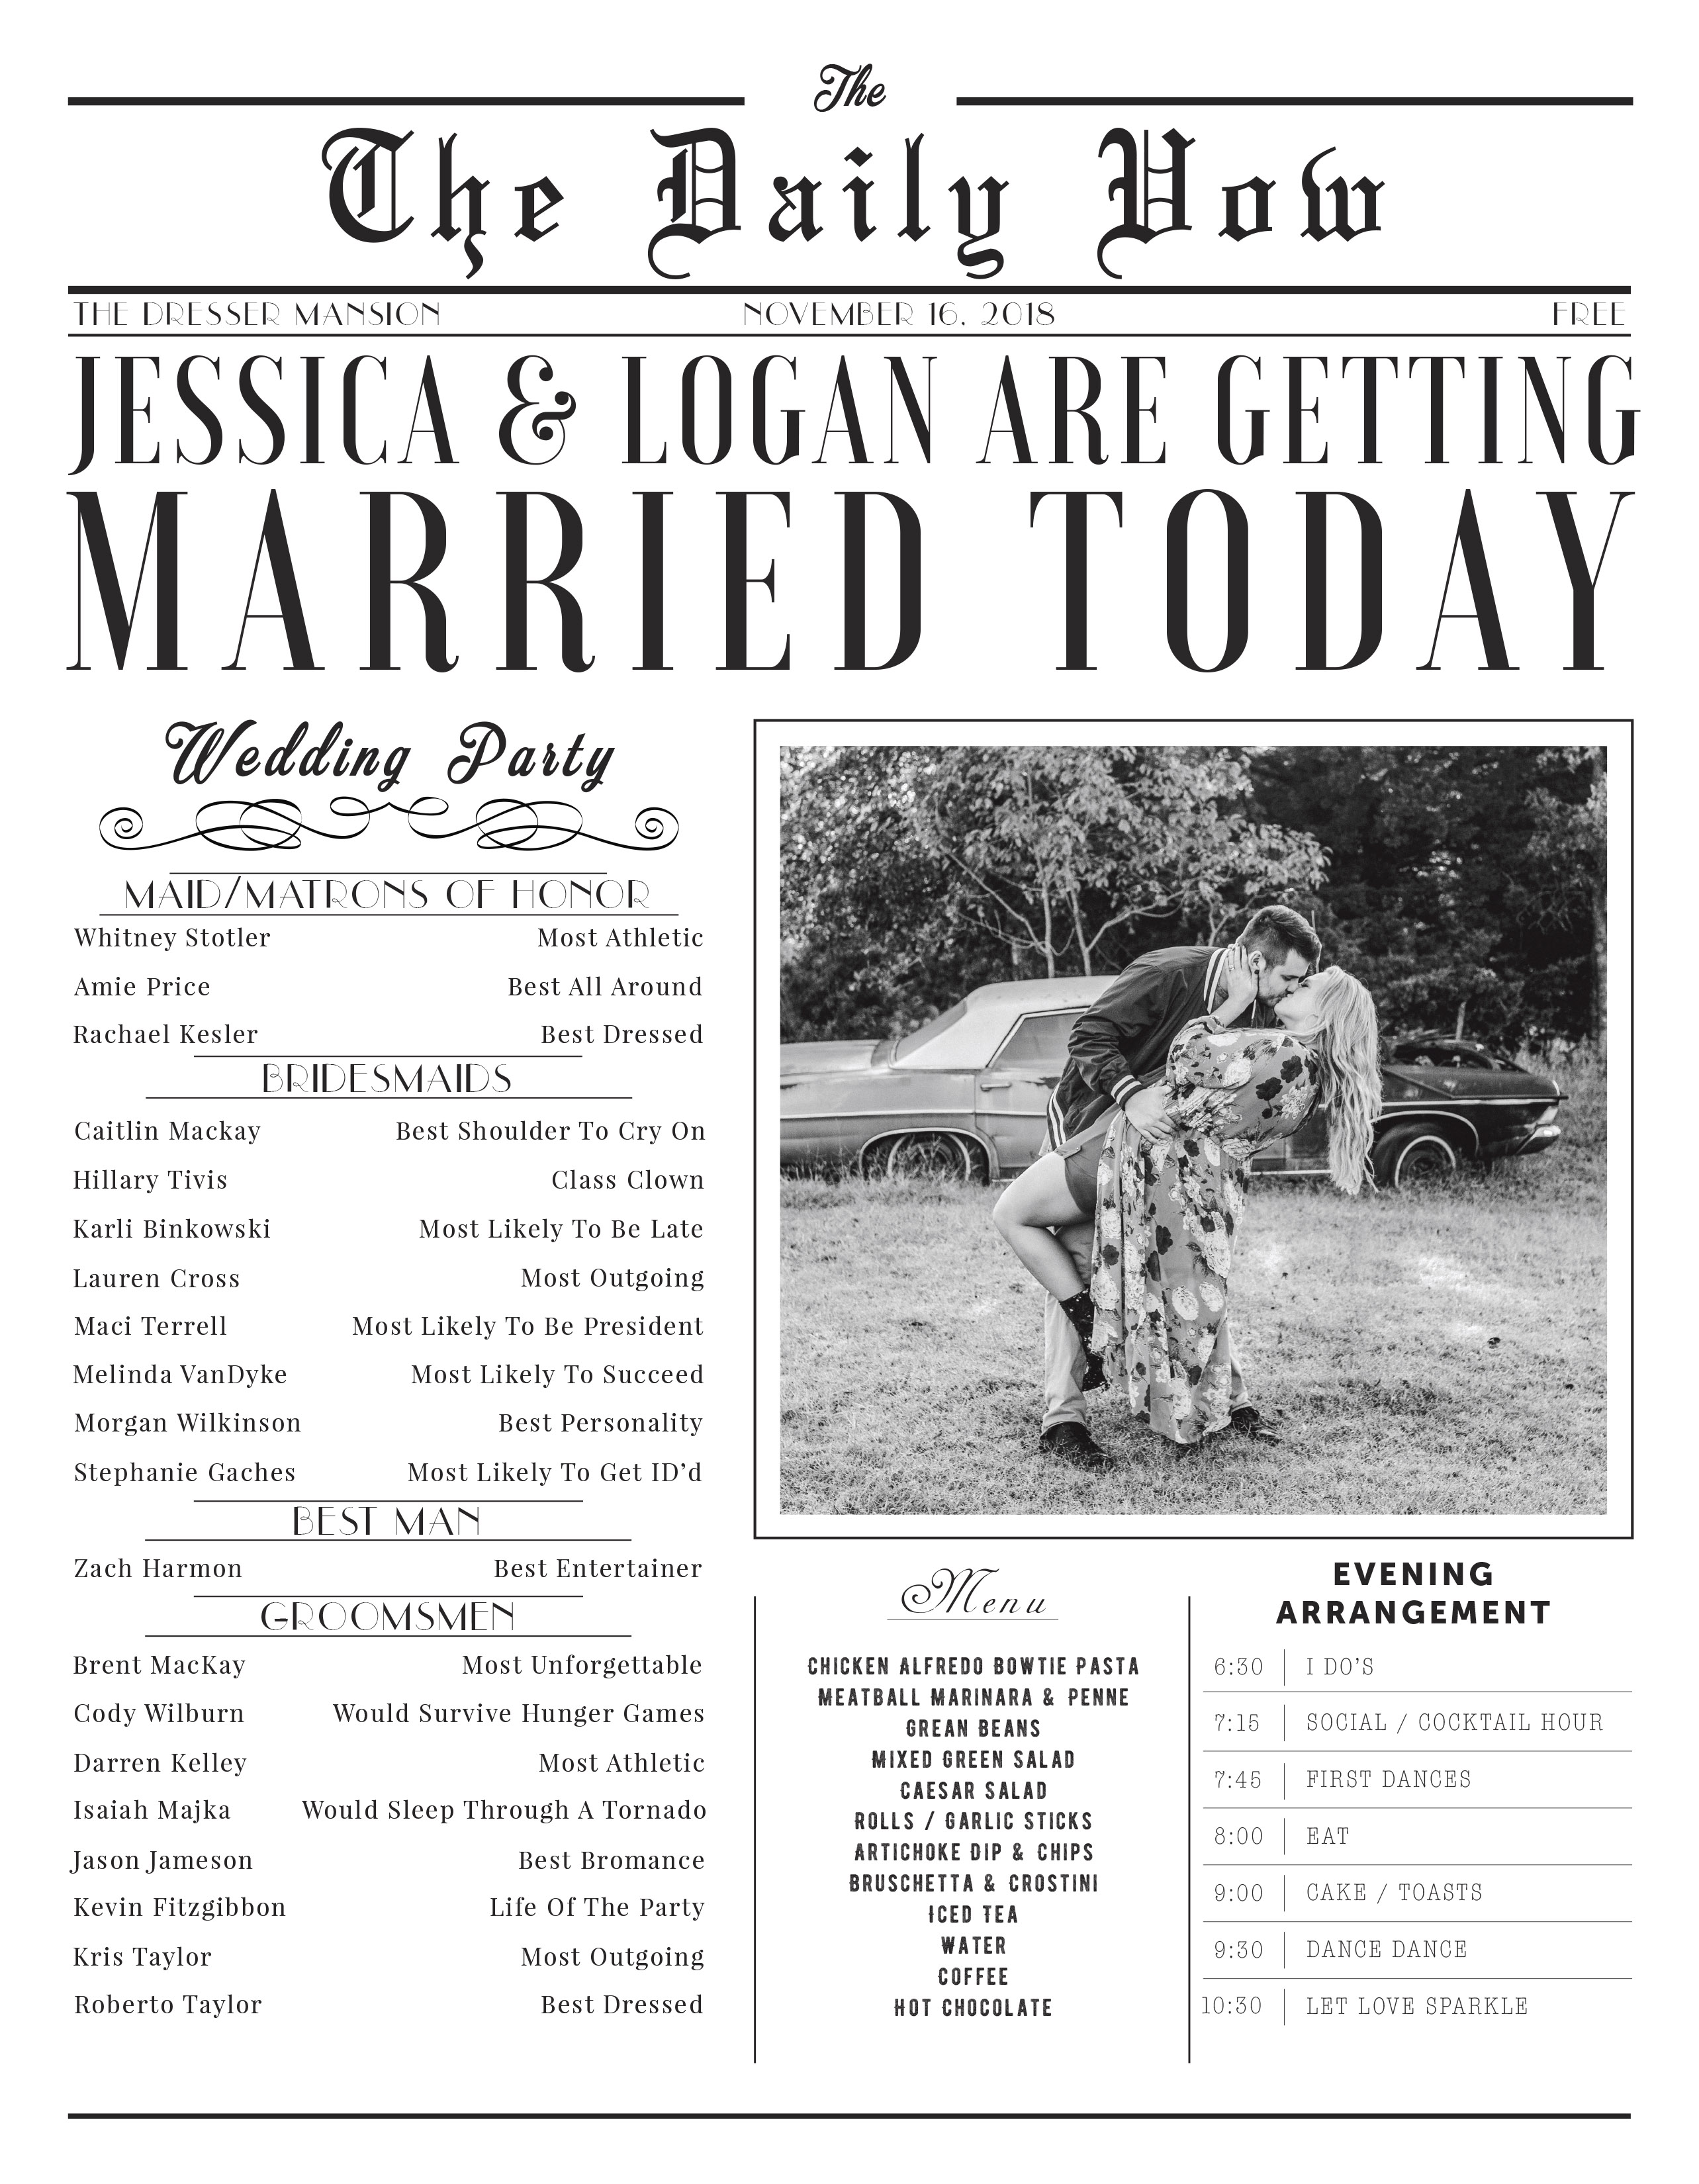 The
The Daily Vow
THE DRESSER MANSION NOVEMBER 16, 2018 FREE
JESSICA & LOGAN ARE GETTING
MARRIED TODAY
Wedding Party
MAID/MATRONS OF HONOR
Whitney Stotler Most Athletic
Amie Price Best All Around
Rachael Kesler Best Dressed
BRIDESMAIDS
Caitlin Mackay Best Shoulder To Cry On
Hillary Tivis Class Clown
Karli Binkowski Most Likely To Be Late
Lauren Cross Most Outgoing
Maci Terrell Most Likely To Be President
Melinda VanDyke Most Likely To Succeed
Morgan Wilkinson Best Personality
Stephanie Gaches Most Likely To Get ID’d
BEST MAN
Zach Harmon Best Entertainer
GROOMSMEN
Brent MacKay Most Unforgettable
Cody Wilburn Would Survive Hunger Games
Darren Kelley Most Athletic
Isaiah Majka Would Sleep Through A Tornado
Jason Jameson Best Bromance
Kevin Fitzgibbon Life Of The Party
Kris Taylor Most Outgoing
Roberto Taylor Best Dressed
Menu
CHICKEN ALFREDO BOWTIE PASTA
MEATBALL MARINARA & PENNE
GREAN BEANS
MIXED GREEN SALAD
CAESAR SALAD
ROLLS / GARLIC STICKS
ARTICHOKE DIP & CHIPS
BRUSCHETTA & CROSTINI
ICED TEA
WATER
COFFEE
HOT CHOCOLATE
EVENING
ARRANGEMENT
6:30 I DO’S
7:15 SOCIAL / COCKTAIL HOUR
7:45 FIRST DANCES
8:00 EAT
9:00 CAKE / TOASTS
9:30 DANCE DANCE
10:30 LET LOVE SPARKLE